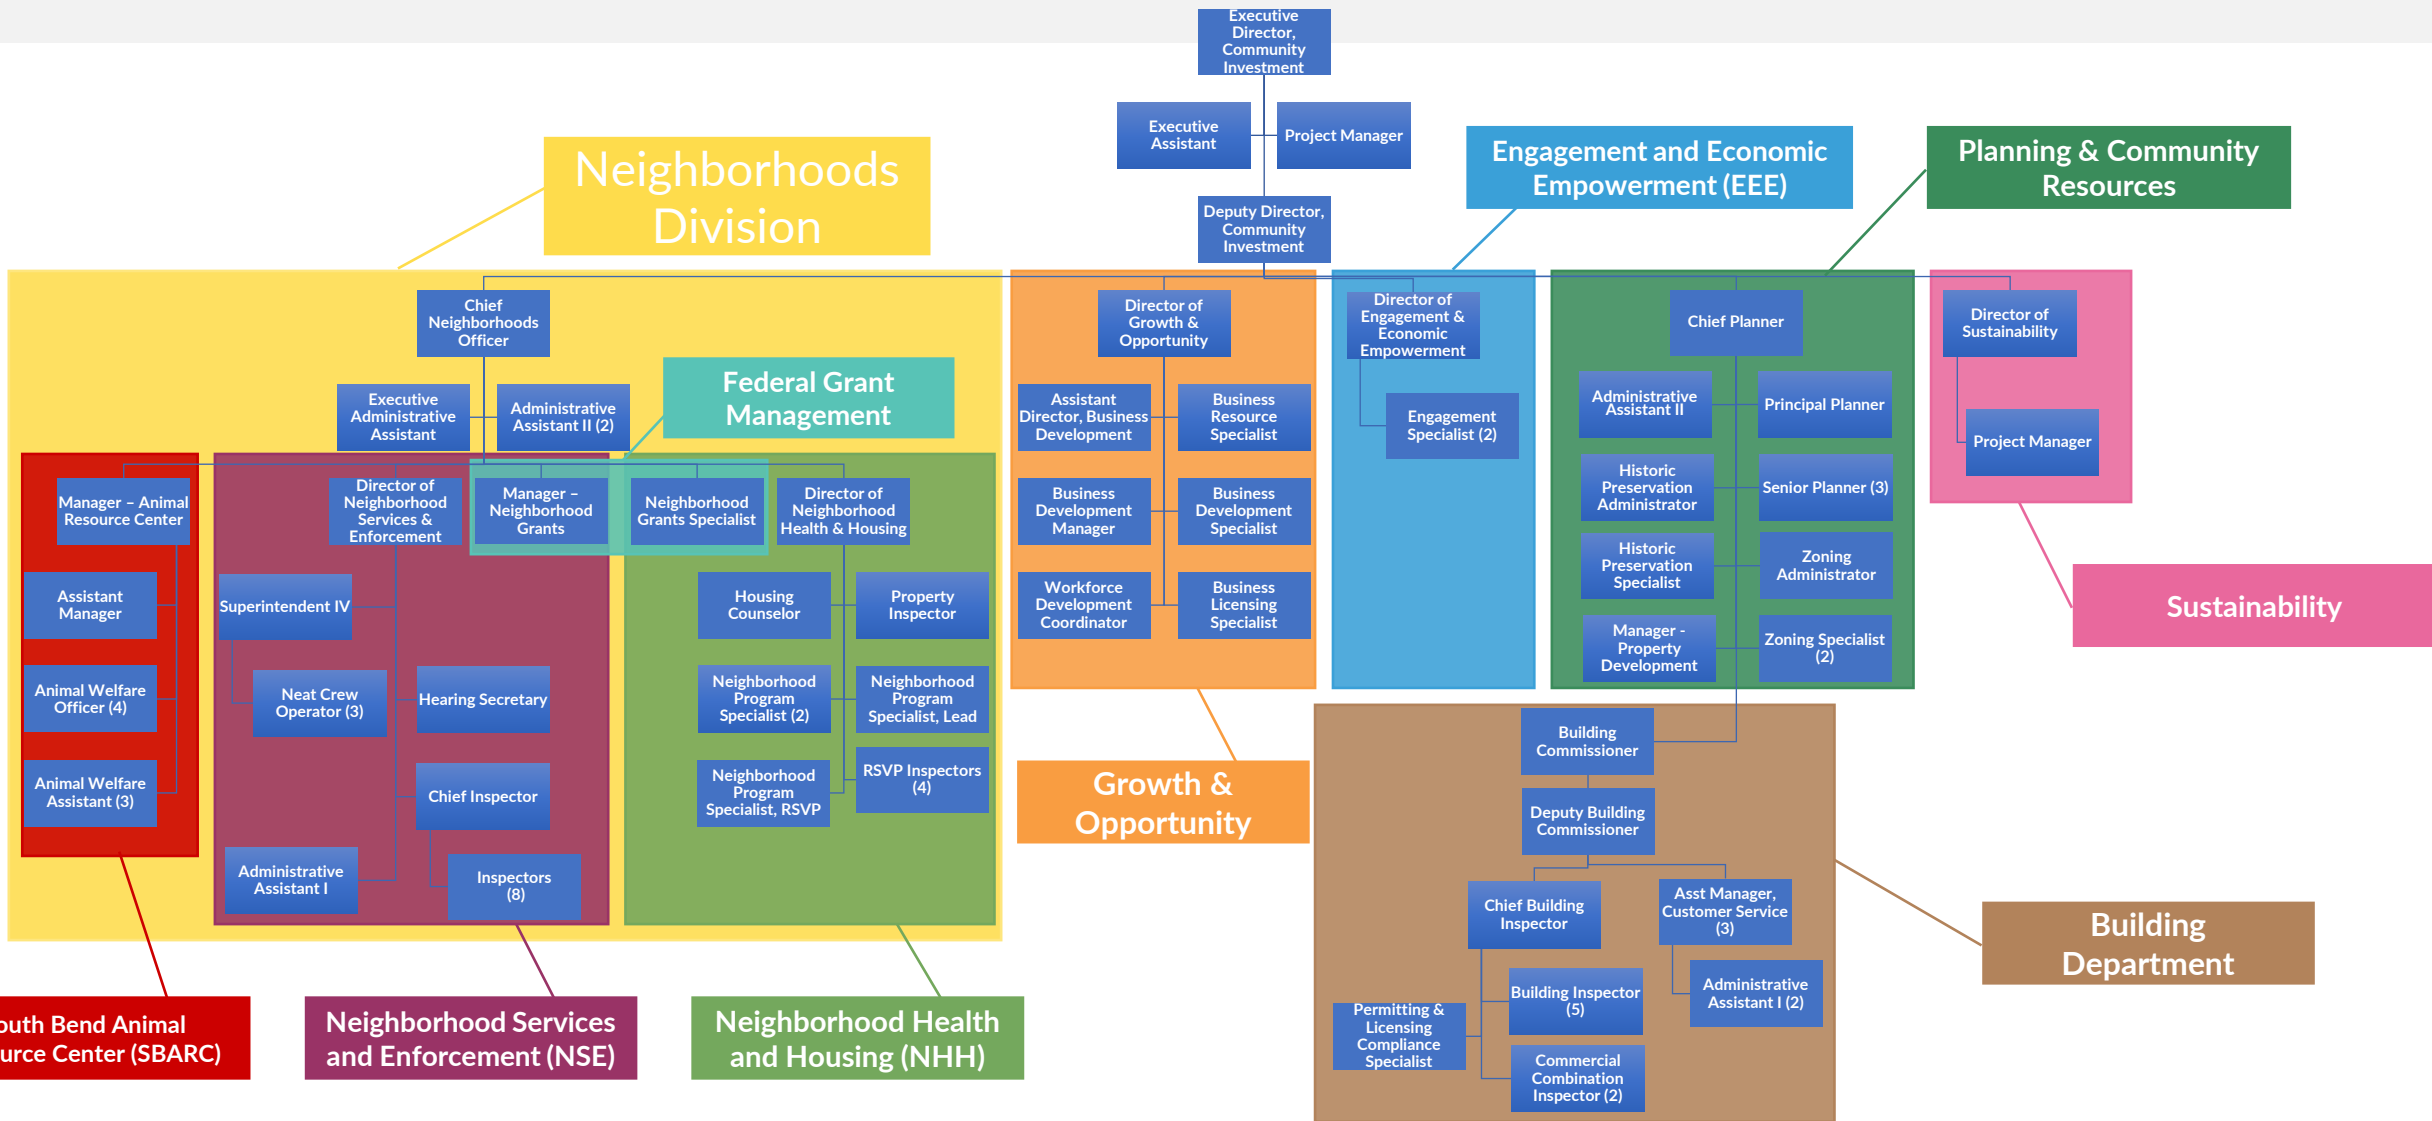 Executive
Director,
Community
Investment
Executive
Assistant
Project Manager
Deputy Director,
Community
Investment
Neighborhoods
Division
Engagement and Economic
Empowerment (EEE)
Planning & Community
Resources
Chief
Neighborhoods
Officer
Executive
Administrative
Assistant
Administrative
Assistant II (2)
Federal Grant
Management
Manager – Animal
Resource Center
Assistant
Manager
Animal Welfare
Officer (4)
Animal Welfare
Assistant (3)
Director of
Neighborhood
Services &
Enforcement
Superintendent IV
Neat Crew
Operator (3)
Hearing Secretary
Chief Inspector
Administrative
Assistant I
Inspectors
(8)
Manager –
Neighborhood
Grants
Neighborhood
Grants Specialist
Director of
Neighborhood
Health & Housing
Housing
Counselor
Property
Inspector
Neighborhood
Program
Specialist (2)
Neighborhood
Program
Specialist, Lead
Neighborhood
Program
Specialist, RSVP
RSVP Inspectors
(4)
Director of
Growth &
Opportunity
Assistant
Director, Business
Development
Business
Resource
Specialist
Business
Development
Manager
Business
Development
Specialist
Workforce
Development
Coordinator
Business
Licensing
Specialist
Growth &
Opportunity
Director of
Engagement &
Economic
Empowerment
Engagement
Specialist (2)
Chief Planner
Administrative
Assistant II
Principal Planner
Historic
Preservation
Administrator
Senior Planner (3)
Historic
Preservation
Specialist
Zoning
Administrator
Manager -
Property
Development
Zoning Specialist
(2)
Director of
Sustainability
Project Manager
Sustainability
Building
Commissioner
Deputy Building
Commissioner
Chief Building
Inspector
Asst Manager,
Customer Service
(3)
Building Inspector
(5)
Administrative
Assistant I (2)
Permitting &
Licensing
Compliance
Specialist
Commercial
Combination
Inspector (2)
Building
Department
outh Bend Animal
urce Center (SBARC)
Neighborhood Services
and Enforcement (NSE)
Neighborhood Health
and Housing (NHH)